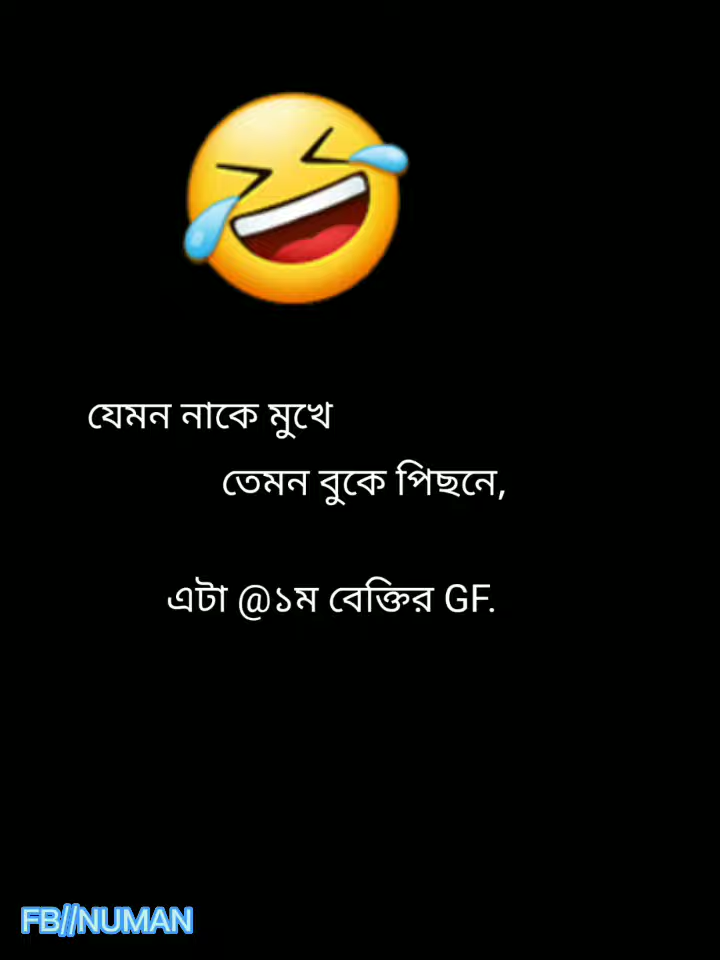 যেমন নাকে মুখে
তেমন বুকে পিছনে,
এটা @১ম বেক্তির GF.
FB//NUMAN